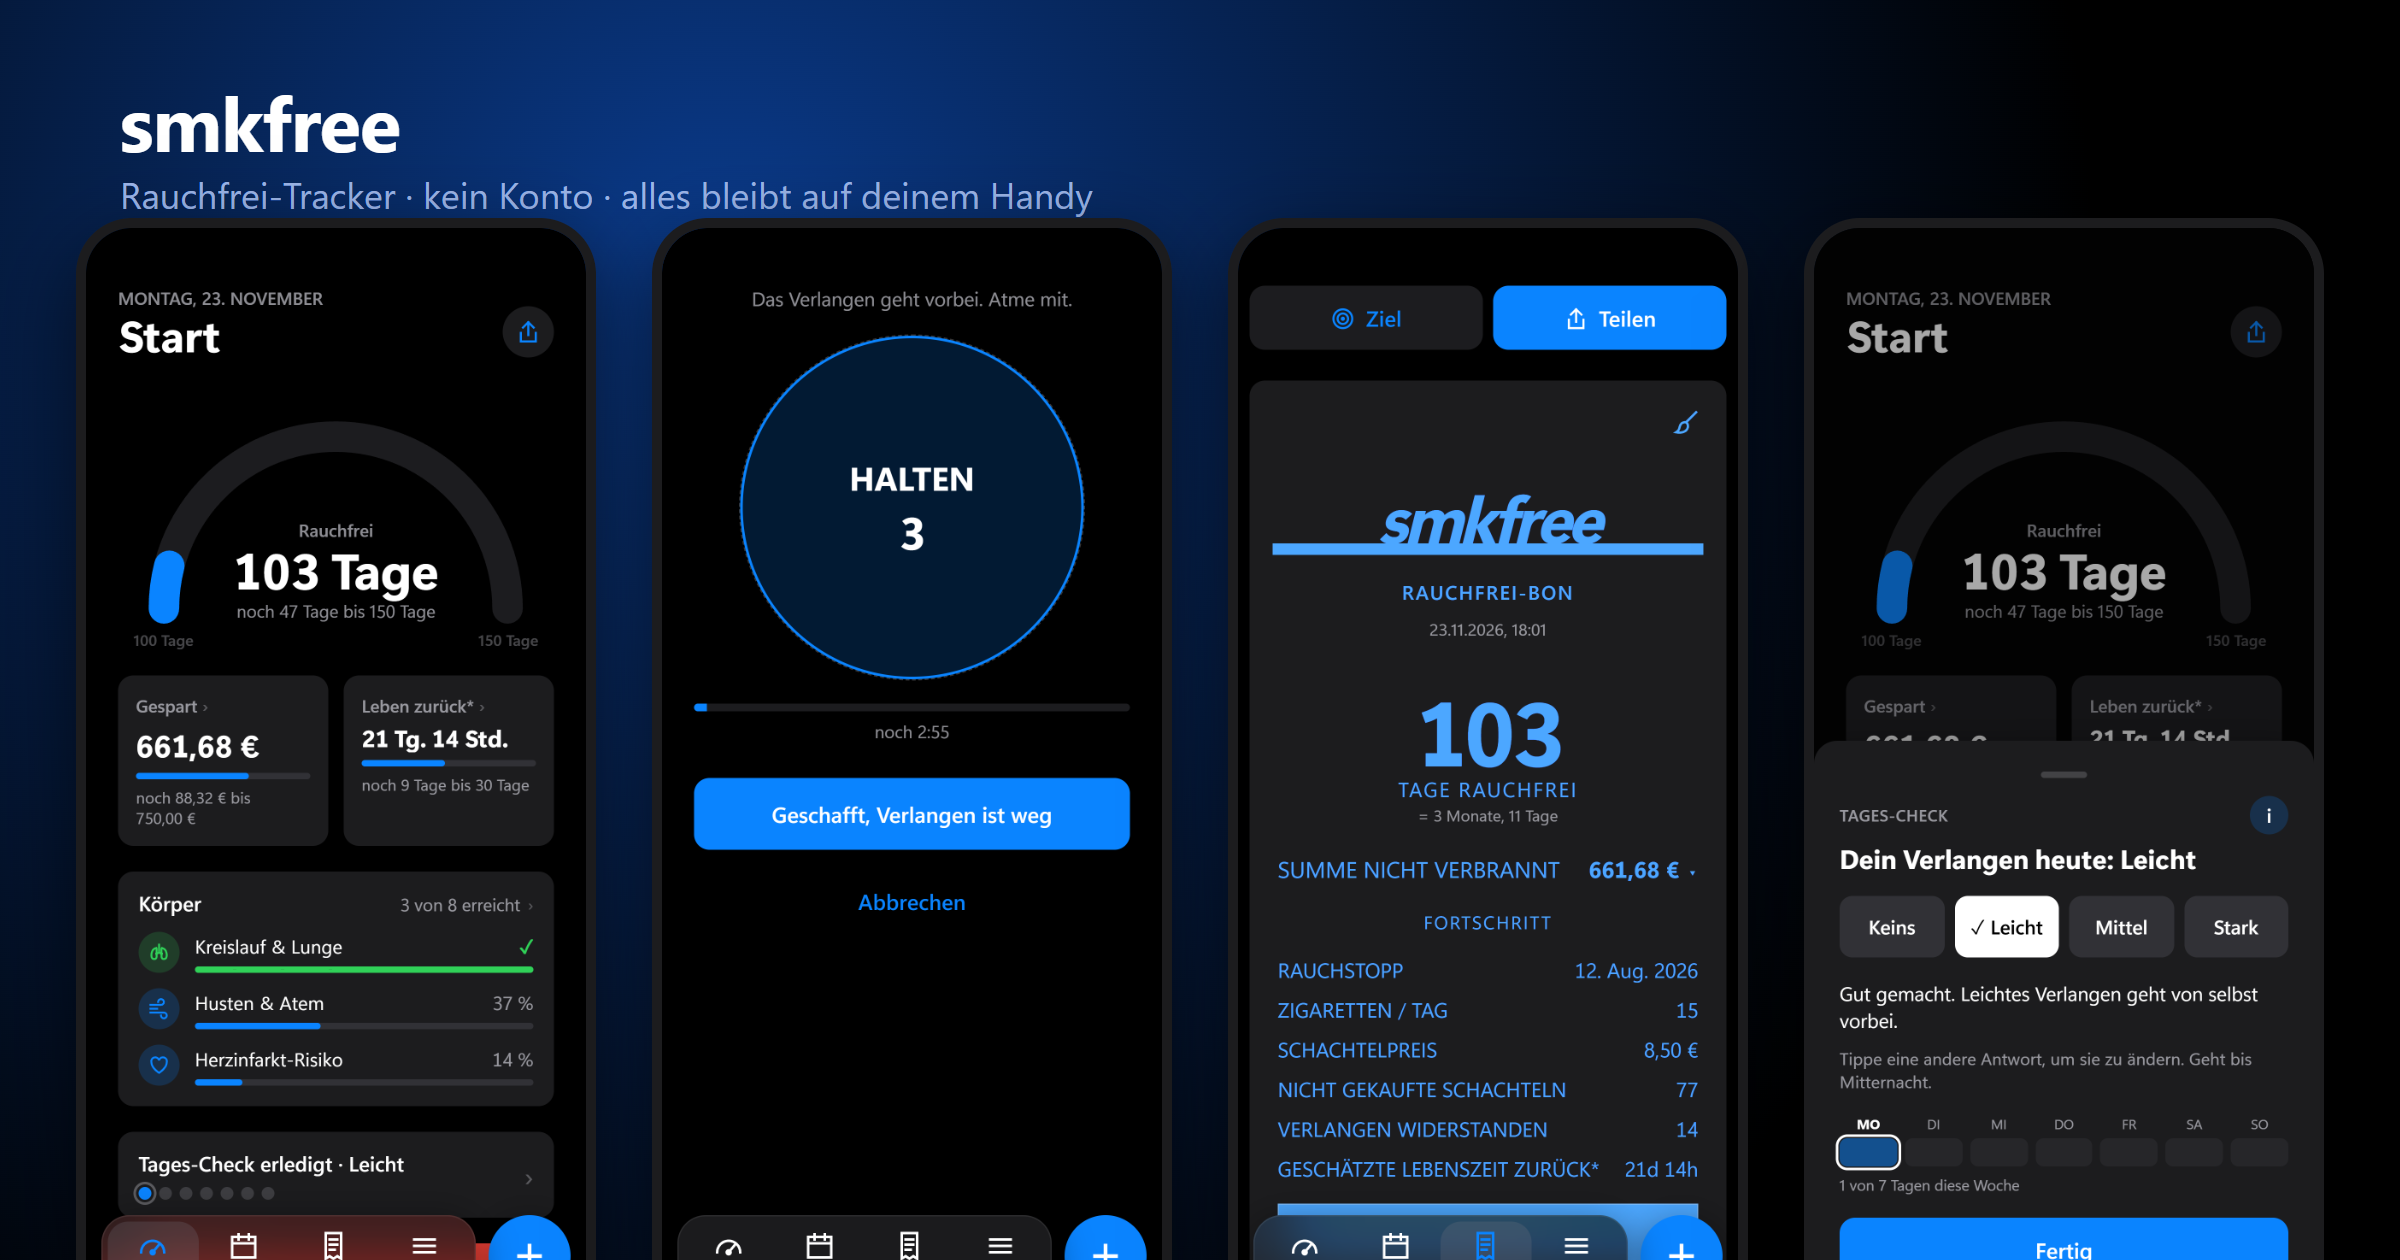 smkfree
Rauchfrei-Tracker · kein Konto · alles bleibt auf deinem Handy
MONTAG, 23. NOVEMBER
Start
Rauchfrei
103 Tage
noch 47 Tage bis 150 Tage
100 Tage
150 Tage
Gespart ›
661,68 €
noch 88,32 € bis
750,00 €
Leben zurück* ›
21 Tg. 14 Std.
noch 9 Tage bis 30 Tage
Körper
3 von 8 erreicht ›
Kreislauf & Lunge ✓
Husten & Atem 37 %
Herzinfarkt-Risiko 14 %
Tages-Check erledigt · Leicht
Das Verlangen geht vorbei. Atme mit.
HALTEN
3
noch 2:55
Geschafft, Verlangen ist weg
Abbrechen
Ziel
Teilen
smkfree
RAUCHFREI-BON
23.11.2026, 18:01
103
TAGE RAUCHFREI
= 3 Monate, 11 Tage
SUMME NICHT VERBRANNT 661,68 €
FORTSCHRITT
RAUCHSTOPP 12. Aug. 2026
ZIGARETTEN / TAG 15
SCHACHTELPREIS 8,50 €
NICHT GEKAUFTE SCHACHTELN 77
VERLANGEN WIDERSTANDEN 14
GESCHÄTZTE LEBENSZEIT ZURÜCK* 21d 14h
MONTAG, 23. NOVEMBER
Start
Rauchfrei
103 Tage
noch 47 Tage bis 150 Tage
100 Tage
150 Tage
Gespart ›
661,68 €
Leben zurück* ›
21 Tg. 14 Std.
TAGES-CHECK
i
Dein Verlangen heute: Leicht
Keins
✓ Leicht
Mittel
Stark
Gut gemacht. Leichtes Verlangen geht von selbst
vorbei.
Tippe eine andere Antwort, um sie zu ändern. Geht bis
Mitternacht.
MO DI MI DO FR SA SO
1 von 7 Tagen diese Woche
Fertig